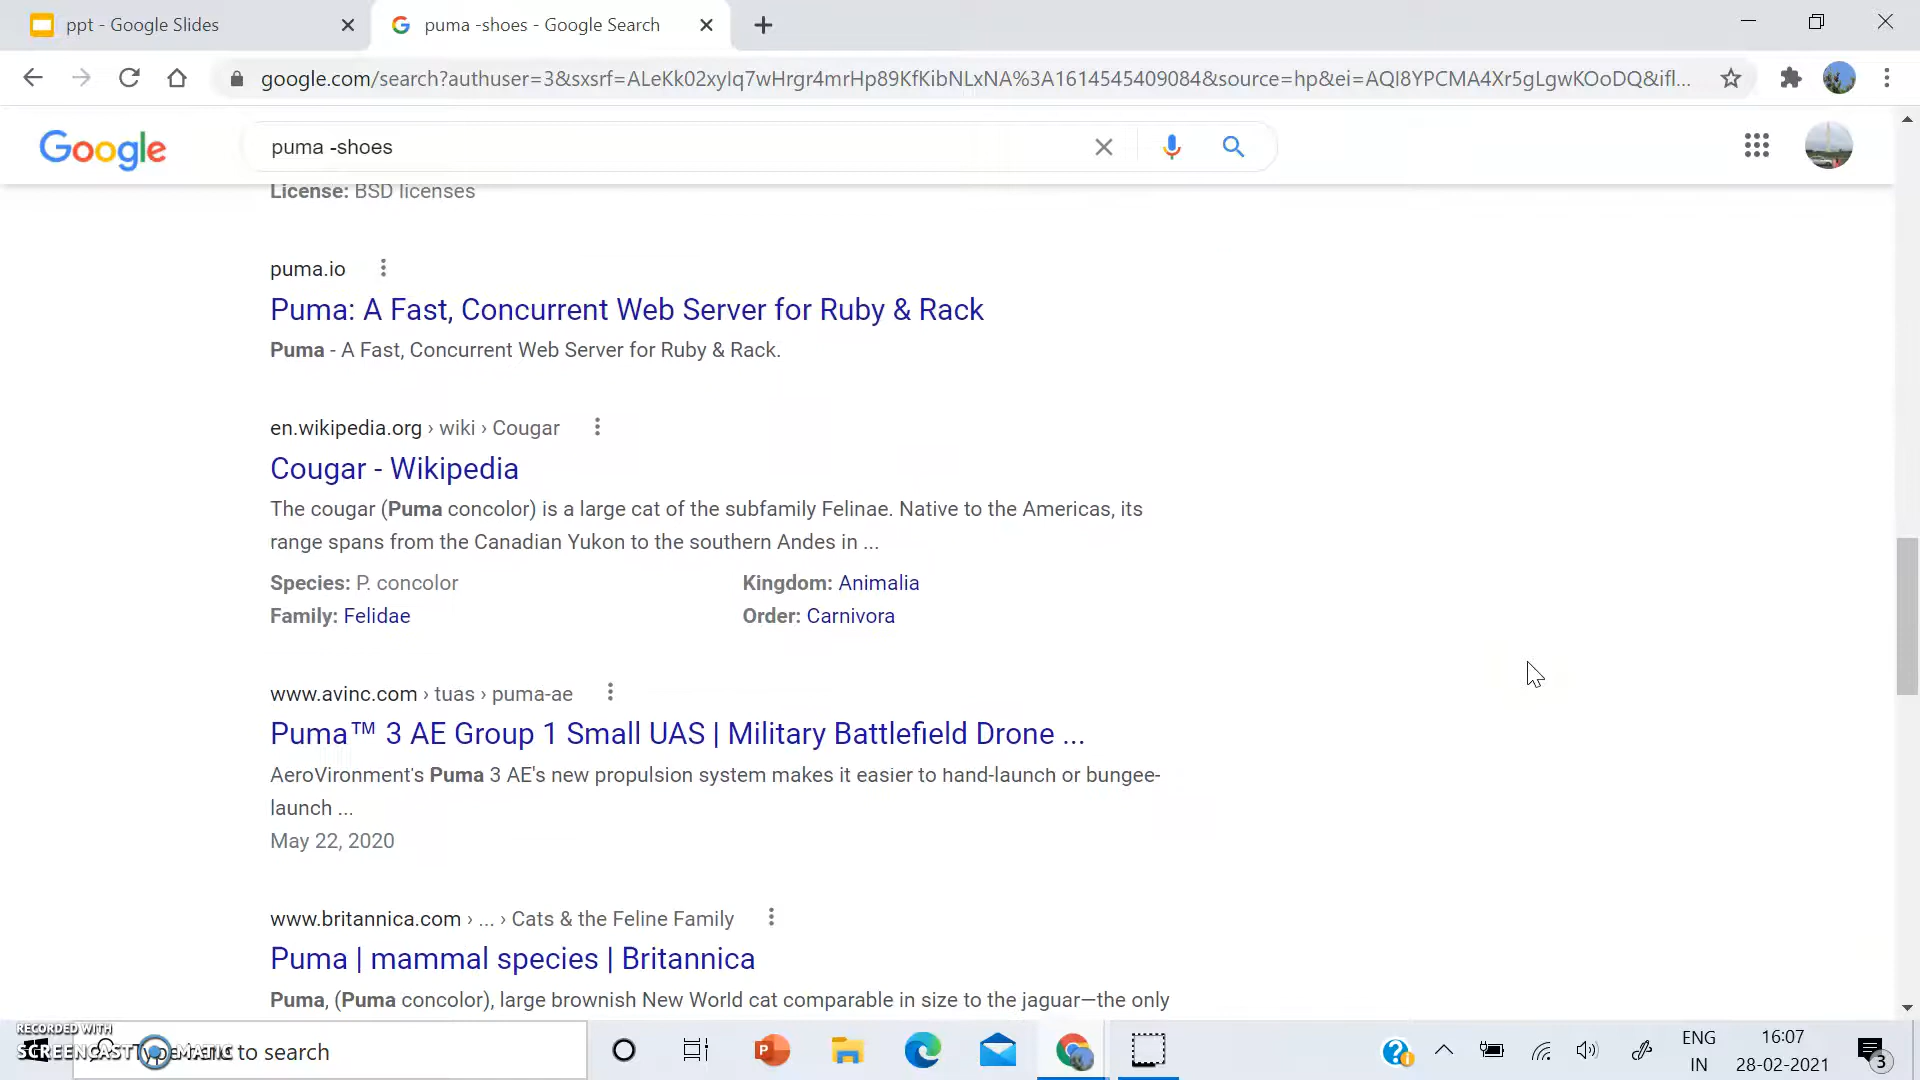 ppt - Google Slides
puma -shoes - Google Search
google.com/search?authuser=3&sxsrf=ALeKk02xyIq7wHrgr4mrHp89KfKibNLxNA%3A1614545409084&source=hp&ei=AQI8YPCMA4Xr5gLgwKOoDQ&ifl...
Google
puma -shoes
License: BSD licenses
puma.io
Puma: A Fast, Concurrent Web Server for Ruby & Rack
Puma - A Fast, Concurrent Web Server for Ruby & Rack.
en.wikipedia.org › wiki › Cougar
Cougar - Wikipedia
The cougar (Puma concolor) is a large cat of the subfamily Felinae. Native to the Americas, its
range spans from the Canadian Yukon to the southern Andes in ...
Species: P. concolor
Kingdom: Animalia
Family: Felidae
Order: Carnivora
www.avinc.com › tuas › puma-ae
Puma™ 3 AE Group 1 Small UAS | Military Battlefield Drone ...
AeroVironment's Puma 3 AE's new propulsion system makes it easier to hand-launch or bungee-
launch ...
May 22, 2020
www.britannica.com › ... › Cats & the Feline Family
Puma | mammal species | Britannica
Puma, (Puma concolor), large brownish New World cat comparable in size to the jaguar—the only
RECORDED WITH
SCREENCAST MATIC
Type here to search
ENG
IN
16:07
28-02-2021
3